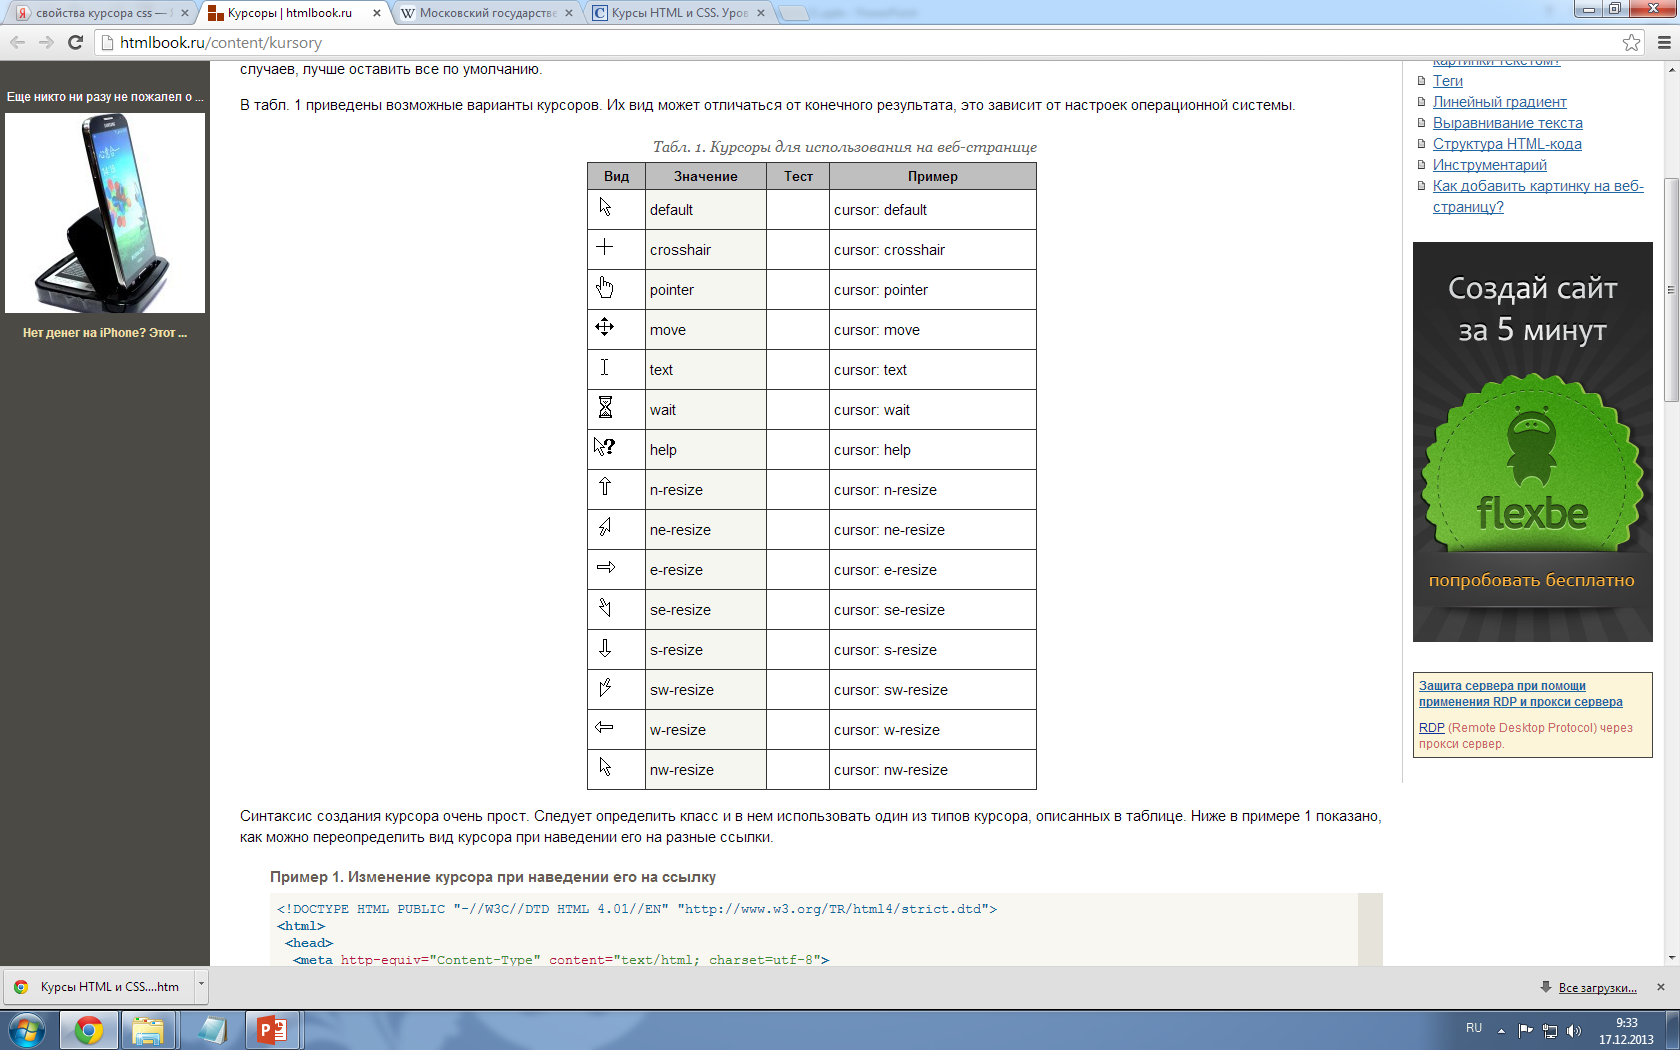 свойства курсора css —
Курсоры | htmlbook.ru
Московский государстве
Курсы HTML и CSS. Уров
htmlbook.ru/content/kursory
Еще никто ни разу не пожалел о ...
Нет денег на iPhone? Этот ...
случаев, лучше оставить все по умолчанию.
В табл. 1 приведены возможные варианты курсоров. Их вид может отличаться от конечного результата, это зависит от настроек операционной системы.
Табл. 1. Курсоры для использования на веб-странице
Вид Значение Тест Пример
default cursor: default
crosshair cursor: crosshair
pointer cursor: pointer
move cursor: move
text cursor: text
wait cursor: wait
help cursor: help
n-resize cursor: n-resize
ne-resize cursor: ne-resize
e-resize cursor: e-resize
se-resize cursor: se-resize
s-resize cursor: s-resize
sw-resize cursor: sw-resize
w-resize cursor: w-resize
nw-resize cursor: nw-resize
Синтаксис создания курсора очень прост. Следует определить класс и в нем использовать один из типов курсора, описанных в таблице. Ниже в примере 1 показано,
как можно переопределить вид курсора при наведении его на разные ссылки.
Пример 1. Изменение курсора при наведении его на ссылку
<!DOCTYPE HTML PUBLIC "-//W3C//DTD HTML 4.01//EN" "http://www.w3.org/TR/html4/strict.dtd">
<html>
<head>
<meta http-equiv="Content-Type" content="text/html; charset=utf-8">
картинки текстом?
Теги
Линейный градиент
Выравнивание текста
Структура HTML-кода
Инструментарий
Как добавить картинку на веб-
страницу?
Создай сайт
за 5 минут
flexbe
попробовать бесплатно
Защита сервера при помощи
применения RDP и прокси сервера
RDP (Remote Desktop Protocol) через
прокси сервер.
Курсы HTML и CSS....htm
Все загрузки...
RU
9:33
17.12.2013